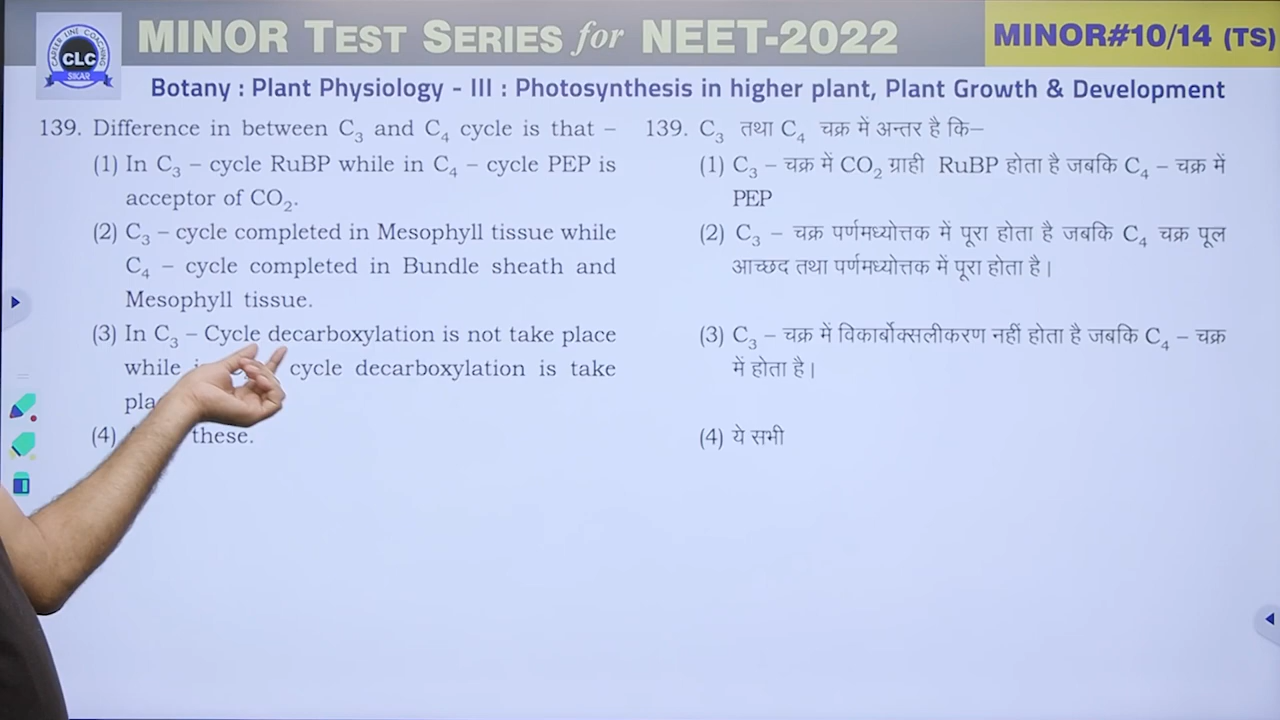 CAREER LINE COACHING
CLC
SIKAR
MINOR TEST SERIES for NEET-2022
MINOR#10/14 (TS)
Botany : Plant Physiology - III : Photosynthesis in higher plant, Plant Growth & Development
139. Difference in between C₃ and C₄ cycle is that –
(1) In C₃ – cycle RuBP while in C₄ – cycle PEP is
acceptor of CO₂.
(2) C₃ – cycle completed in Mesophyll tissue while
C₄ – cycle completed in Bundle sheath and
Mesophyll tissue.
(3) In C₃ – Cycle decarboxylation is not take place
while cycle decarboxylation is take
(4) these.
139. C₃ तथा C₄ चक्र में अन्तर है कि–
(1) C₃ – चक्र में CO₂ ग्राही RuBP होता है जबकि C₄ – चक्र में
PEP
(2) C₃ – चक्र पर्णमध्योत्तक में पूरा होता है जबकि C₄ चक्र पूल
आच्छद तथा पर्णमध्योत्तक में पूरा होता है।
(3) C₃ – चक्र में विकार्बोक्सलीकरण नहीं होता है जबकि C₄ – चक्र
में होता है।
(4) ये सभी